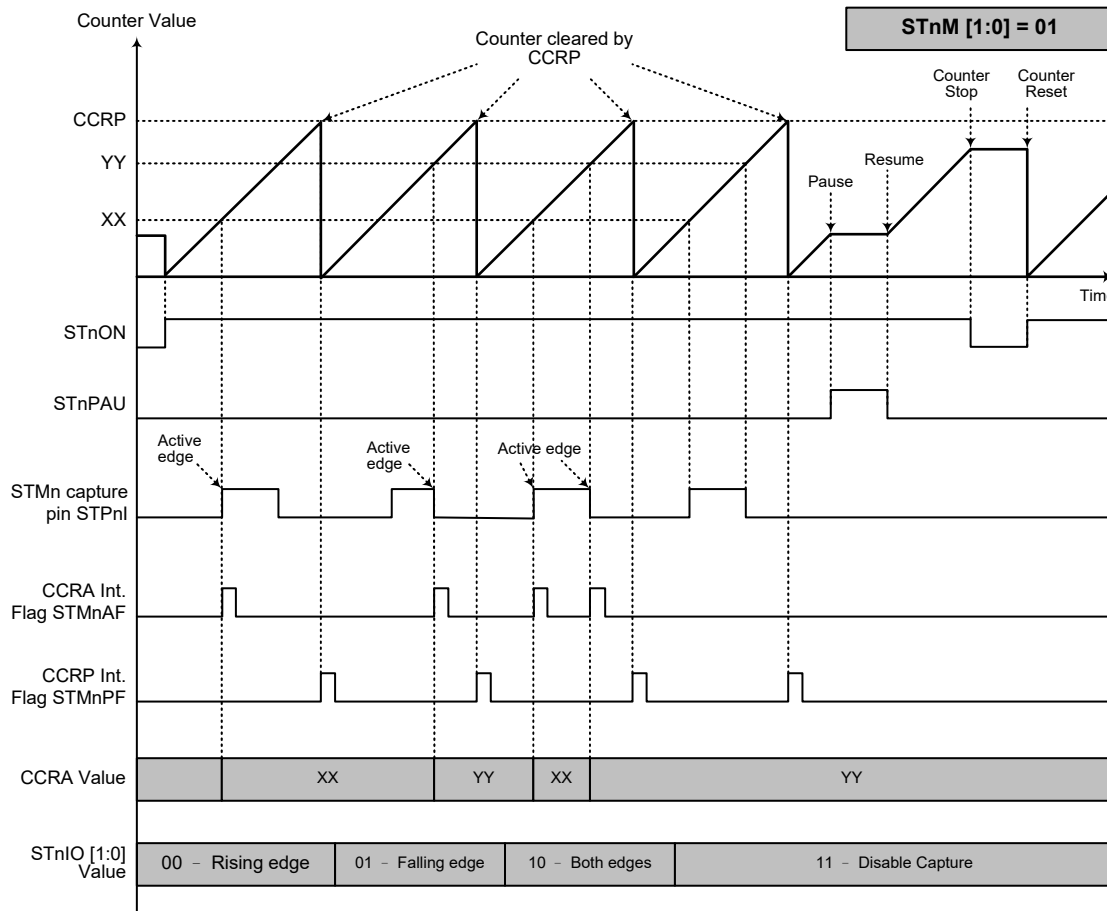 Counter Value
STnM [1:0] = 01
Counter cleared by
CCRP
Counter
Stop
Counter
Reset
CCRP
YY
XX
Pause
Resume
Time
STnON
STnPAU
Active
edge
Active
edge
Active edge
STMn capture
pin STPnI
CCRA Int.
Flag STMnAF
CCRP Int.
Flag STMnPF
CCRA Value
XX
YY
XX
YY
STnIO [1:0]
Value
00 – Rising edge
01 – Falling edge
10 – Both edges
11 – Disable Capture